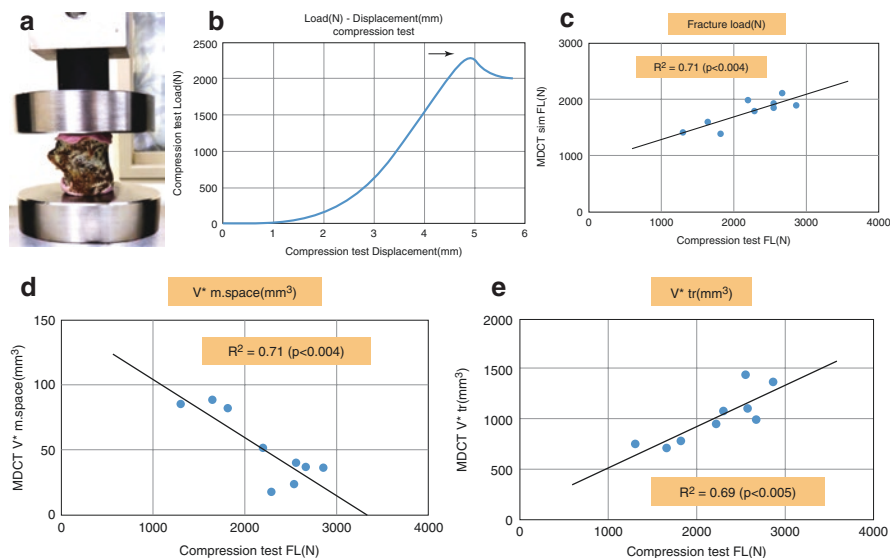 a
b
Load(N) - Displacement(mm)
compression test
2500
2000
1500
1000
500
0
0 1 2 3 4 5 6
Compression test Load(N)
Compression test Displacement(mm)
c
Fracture load(N)
3000
2000
1000
0
0 1000 2000 3000 4000
R² = 0.71 (p<0.004)
MDCT sim FL(N)
Compression test FL(N)
d
V* m.space(mm³)
150
100
50
0
0 1000 2000 3000 4000
R² = 0.71 (p<0.004)
MDCT V* m.space(mm³)
Compression test FL(N)
e
V* tr(mm³)
2000
1500
1000
500
0
0 1000 2000 3000 4000
R² = 0.69 (p<0.005)
MDCT V* tr(mm³)
Compression test FL(N)